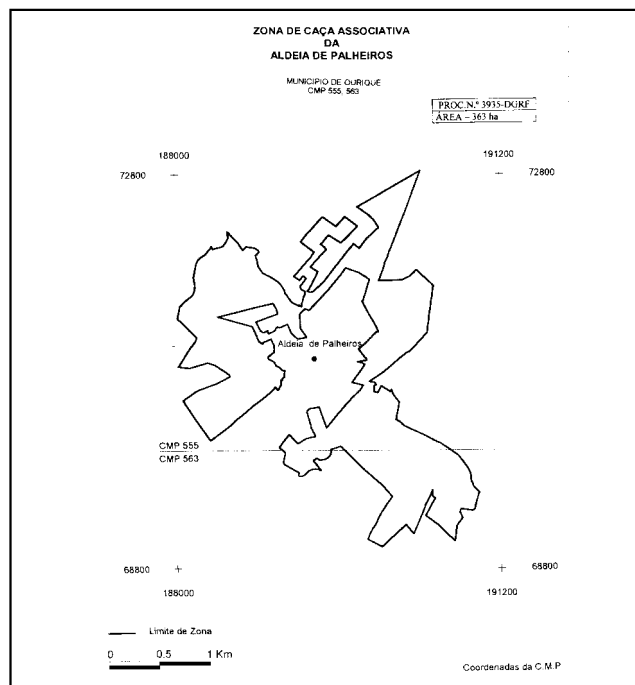 ZONA DE CAÇA ASSOCIATIVA
DA
ALDEIA DE PALHEIROS
MUNICIPIO DE OURIQUE
CMP 555, 563
PROC.N.º 3935-DGRF
ÁREA – 363 ha
188000
191200
72800
72800
Aldeia de Palheiros
CMP 555
CMP 563
68800
68800
188000
191200
Limite de Zona
0 0.5 1 Km
Coordenadas da C.M.P